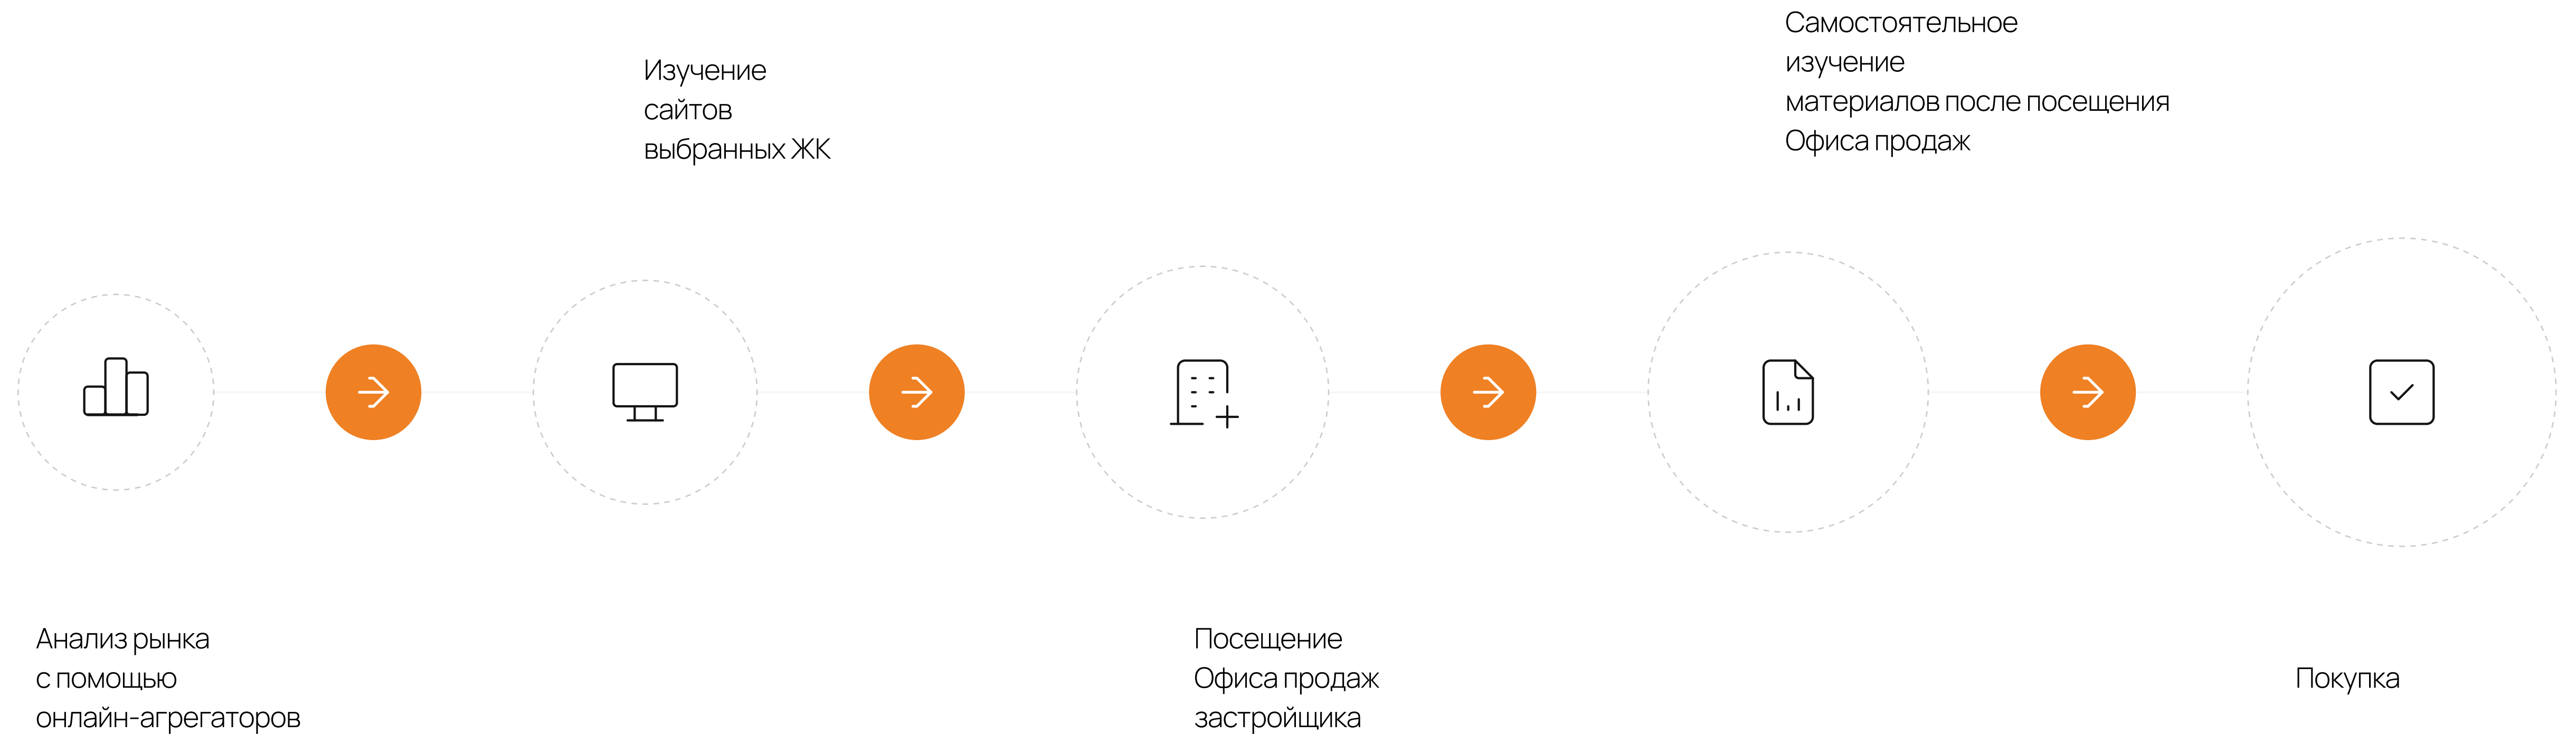 Анализ рынка
с помощью
онлайн-агрегаторов
Изучение
сайтов
выбранных ЖК
Посещение
Офиса продаж
застройщика
Самостоятельное
изучение
материалов после посещения
Офиса продаж
Покупка